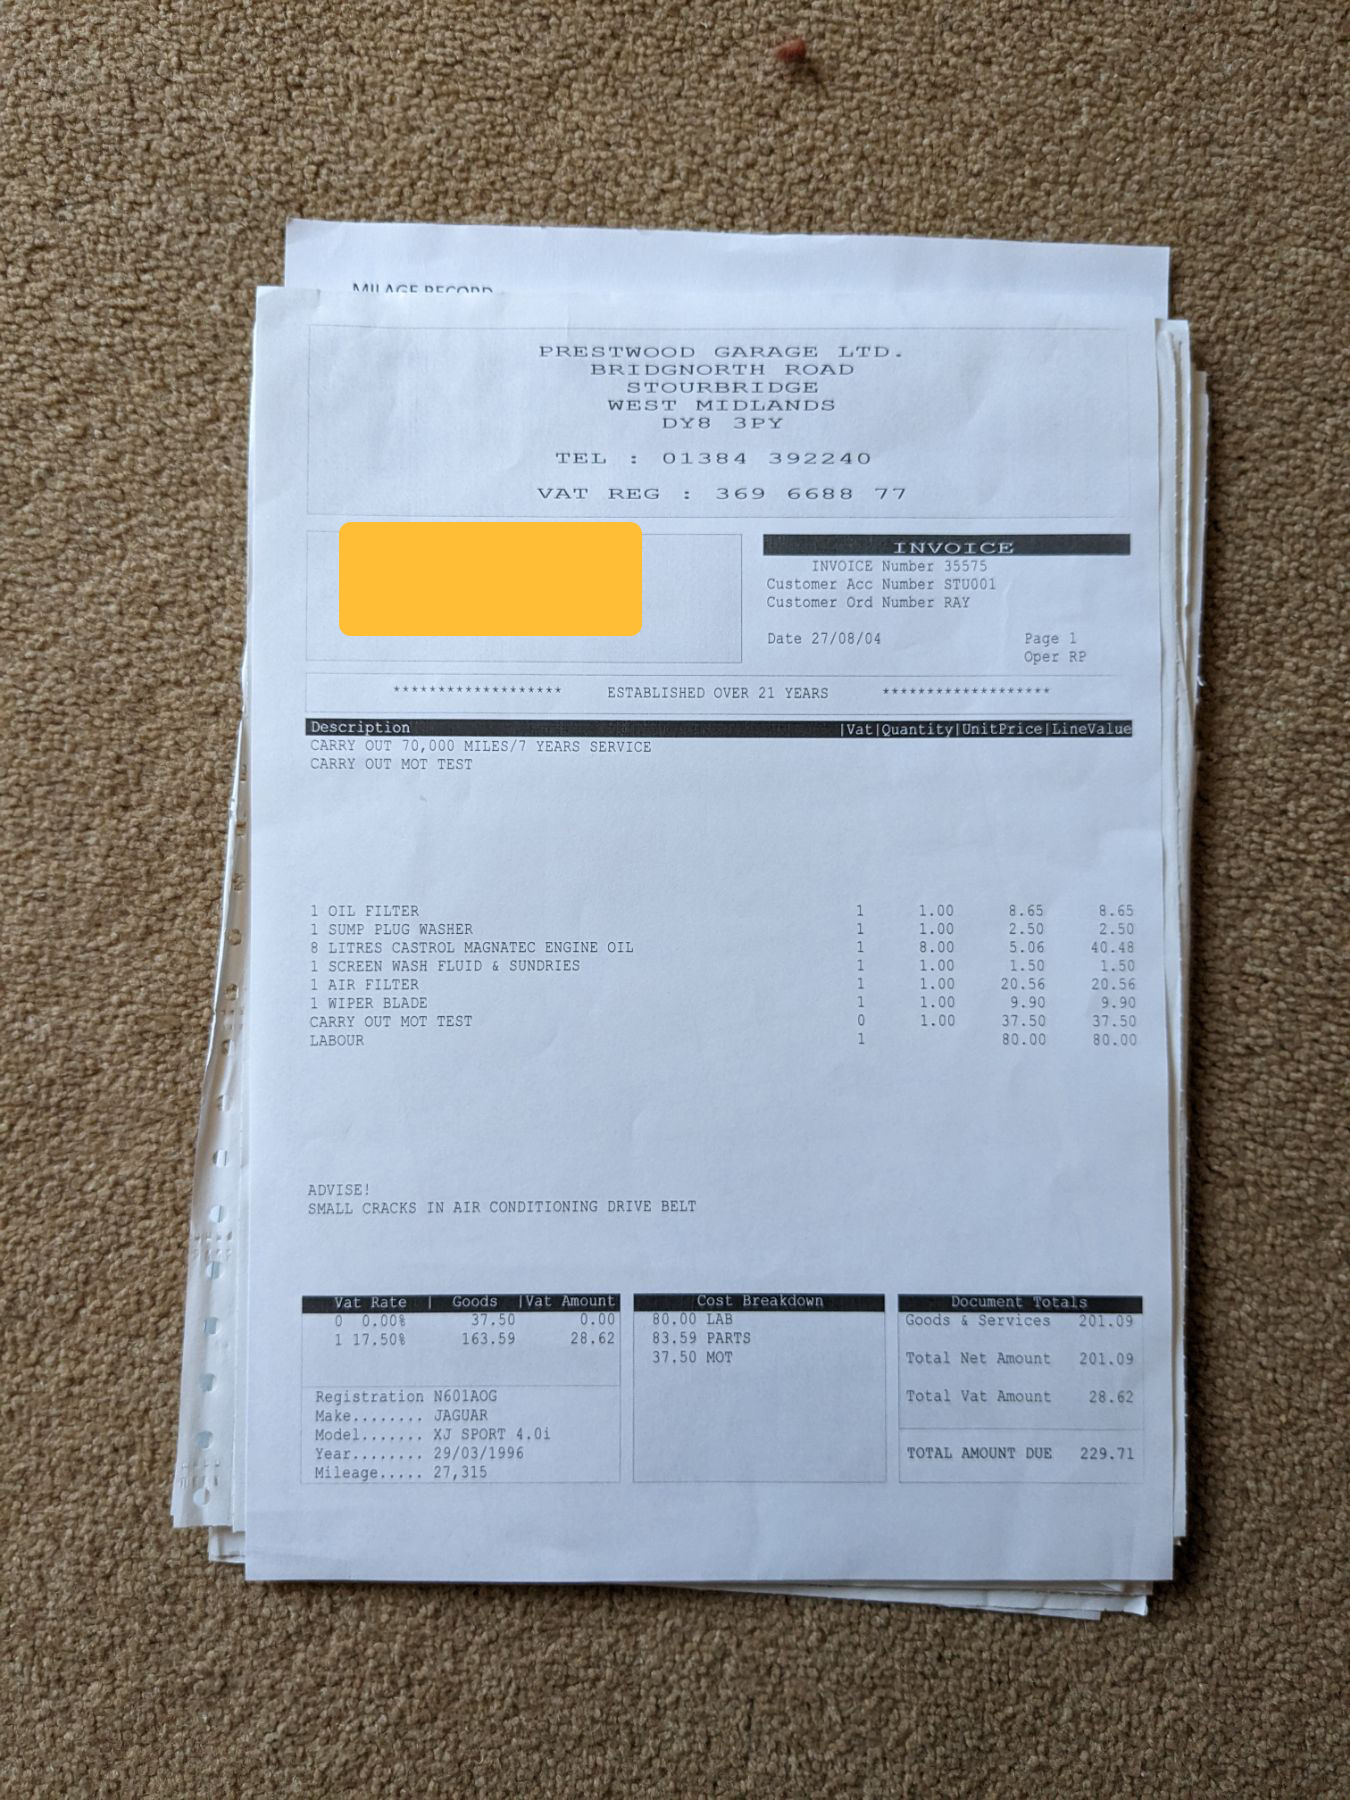 MILAGE RECORD
PRESTWOOD GARAGE LTD.
BRIDGNORTH ROAD
STOURBRIDGE
WEST MIDLANDS
DY8 3PY
TEL : 01384 392240
VAT REG : 369 6688 77
INVOICE
INVOICE Number 35575
Customer Acc Number STU001
Customer Ord Number RAY
Date 27/08/04 Page 1
Oper RP
******************* ESTABLISHED OVER 21 YEARS *******************
Description |Vat|Quantity|UnitPrice|LineValue
CARRY OUT 70,000 MILES/7 YEARS SERVICE
CARRY OUT MOT TEST
1 OIL FILTER 1 1.00 8.65 8.65
1 SUMP PLUG WASHER 1 1.00 2.50 2.50
8 LITRES CASTROL MAGNATEC ENGINE OIL 1 8.00 5.06 40.48
1 SCREEN WASH FLUID & SUNDRIES 1 1.00 1.50 1.50
1 AIR FILTER 1 1.00 20.56 20.56
1 WIPER BLADE 1 1.00 9.90 9.90
CARRY OUT MOT TEST 0 1.00 37.50 37.50
LABOUR 1 80.00 80.00
ADVISE!
SMALL CRACKS IN AIR CONDITIONING DRIVE BELT
Vat Rate | Goods |Vat Amount
0 0.00% 37.50 0.00
1 17.50% 163.59 28.62
Registration N601AOG
Make........ JAGUAR
Model....... XJ SPORT 4.0i
Year........ 29/03/1996
Mileage..... 27,315
Cost Breakdown
80.00 LAB
83.59 PARTS
37.50 MOT
Document Totals
Goods & Services 201.09
Total Net Amount 201.09
Total Vat Amount 28.62
TOTAL AMOUNT DUE 229.71